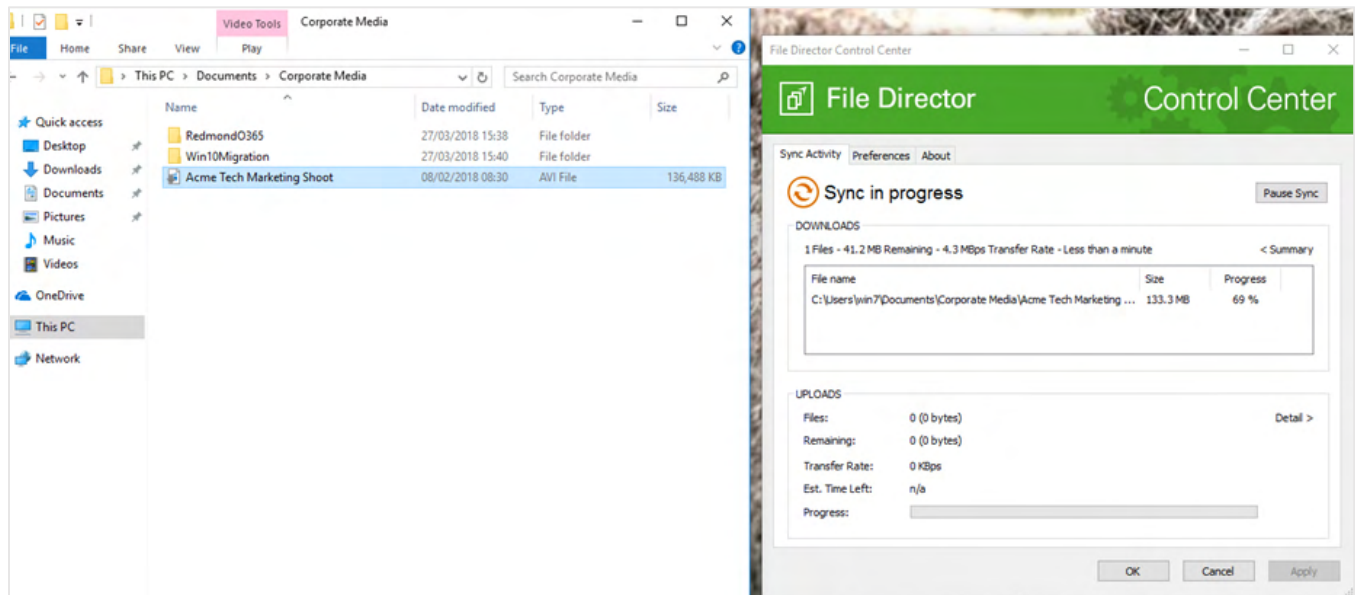 Video Tools Corporate Media
File Home Share View Play
This PC > Documents > Corporate Media Search Corporate Media
Name Date modified Type Size
Quick access
Desktop
Downloads
Documents
Pictures
Music
Videos
OneDrive
This PC
Network
RedmondO365 27/03/2018 15:38 File folder
Win10Migration 27/03/2018 15:40 File folder
Acme Tech Marketing Shoot 08/02/2018 08:30 AVI File 136,488 KB
File Director Control Center
File Director Control Center
Sync Activity Preferences About
Sync in progress Pause Sync
DOWNLOADS
1 Files - 41.2 MB Remaining - 4.3 MBps Transfer Rate - Less than a minute < Summary
File name Size Progress
C:\Users\win7\Documents\Corporate Media\Acme Tech Marketing ... 133.3 MB 69 %
UPLOADS
Files: 0 (0 bytes) Detail >
Remaining: 0 (0 bytes)
Transfer Rate: 0 KBps
Est. Time Left: n/a
Progress:
OK Cancel Apply